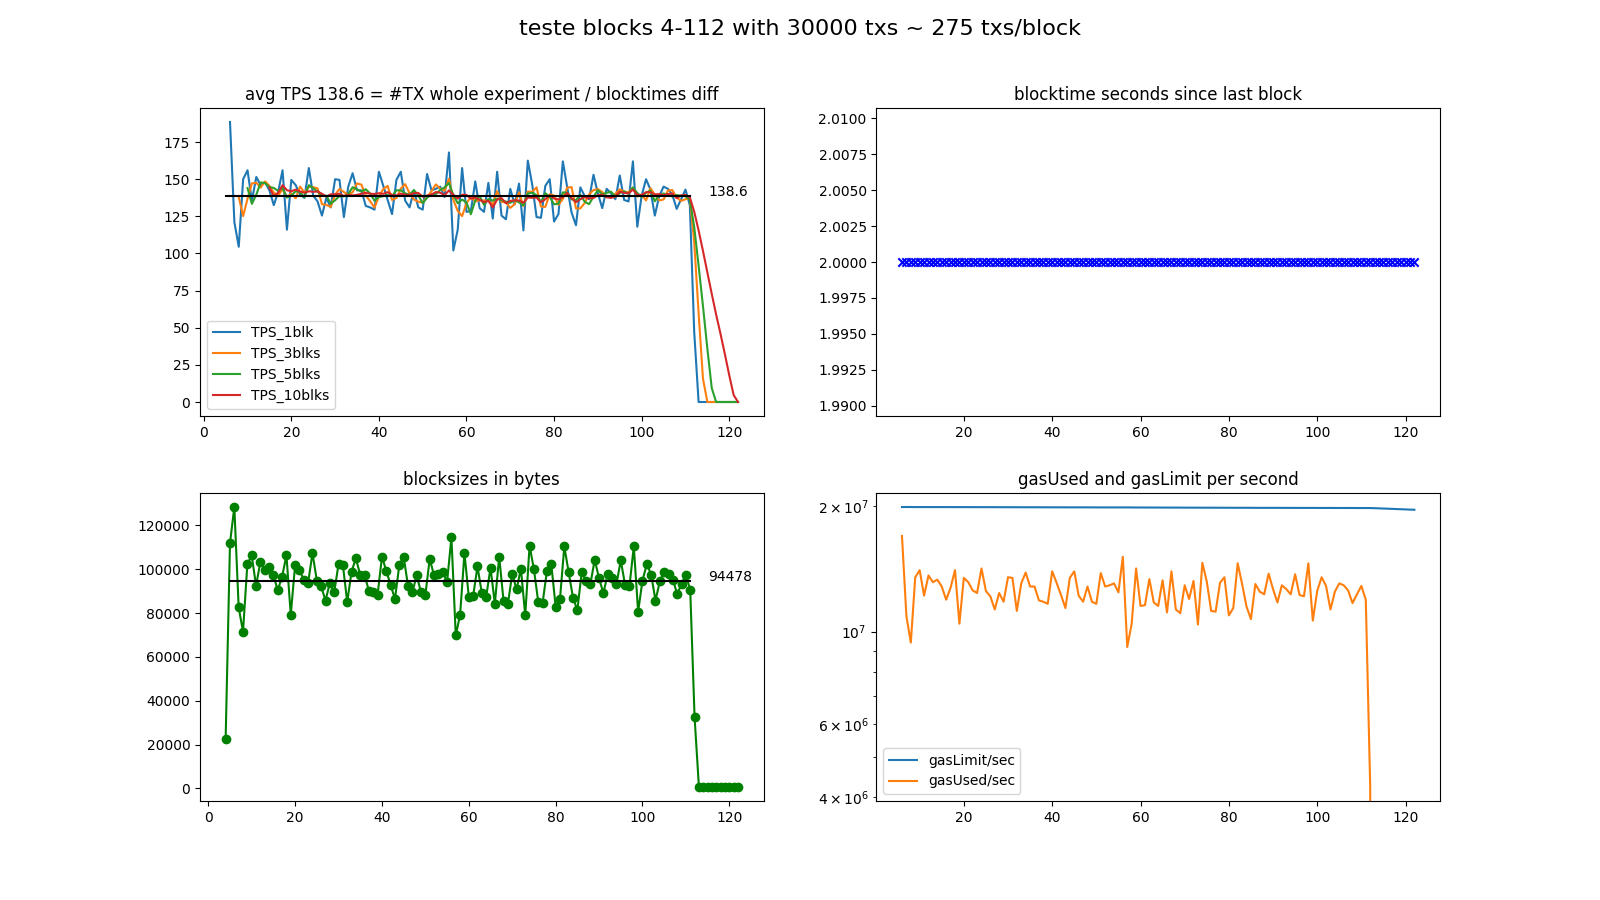 teste blocks 4-112 with 30000 txs ~ 275 txs/block
avg TPS 138.6 = #TX whole experiment / blocktimes diff
175
150
125
100
75
50
25
0
138.6
TPS_1blk
TPS_3blks
TPS_5blks
TPS_10blks
0 20 40 60 80 100 120
blocktime seconds since last block
2.0100
2.0075
2.0050
2.0025
2.0000
1.9975
1.9950
1.9925
1.9900
20 40 60 80 100 120
blocksizes in bytes
120000
100000
80000
60000
40000
20000
0
94478
0 20 40 60 80 100 120
gasUsed and gasLimit per second
2 × 10⁷
10⁷
6 × 10⁶
4 × 10⁶
gasLimit/sec
gasUsed/sec
20 40 60 80 100 120